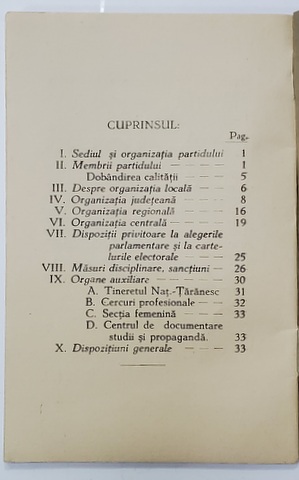 CUPRINSUL:
Pag.
I. Sediul și organizația partidului 1
II. Membrii partidului — — — — 1
Dobândirea calității — — — 5
III. Despre organizația locală — — 6
IV. Organizația județeană — — — 8
V. Organizația regională — — — 16
VI. Organizația centrală — — — 19
VII. Dispoziții privitoare la alegerile
parlamentare și la carte-
lurile electorale — — — 25
VIII. Măsuri disciplinare, sancțiuni — 26
IX. Organe auxiliare — — — — 30
A. Tineretul Naț.-Țărănesc 31
B. Cercuri profesionale — — 32
C. Secția femenină — — — 33
D. Centrul de documentare
studii și propagandă. 33
X. Dispozițiuni generale — — — 33